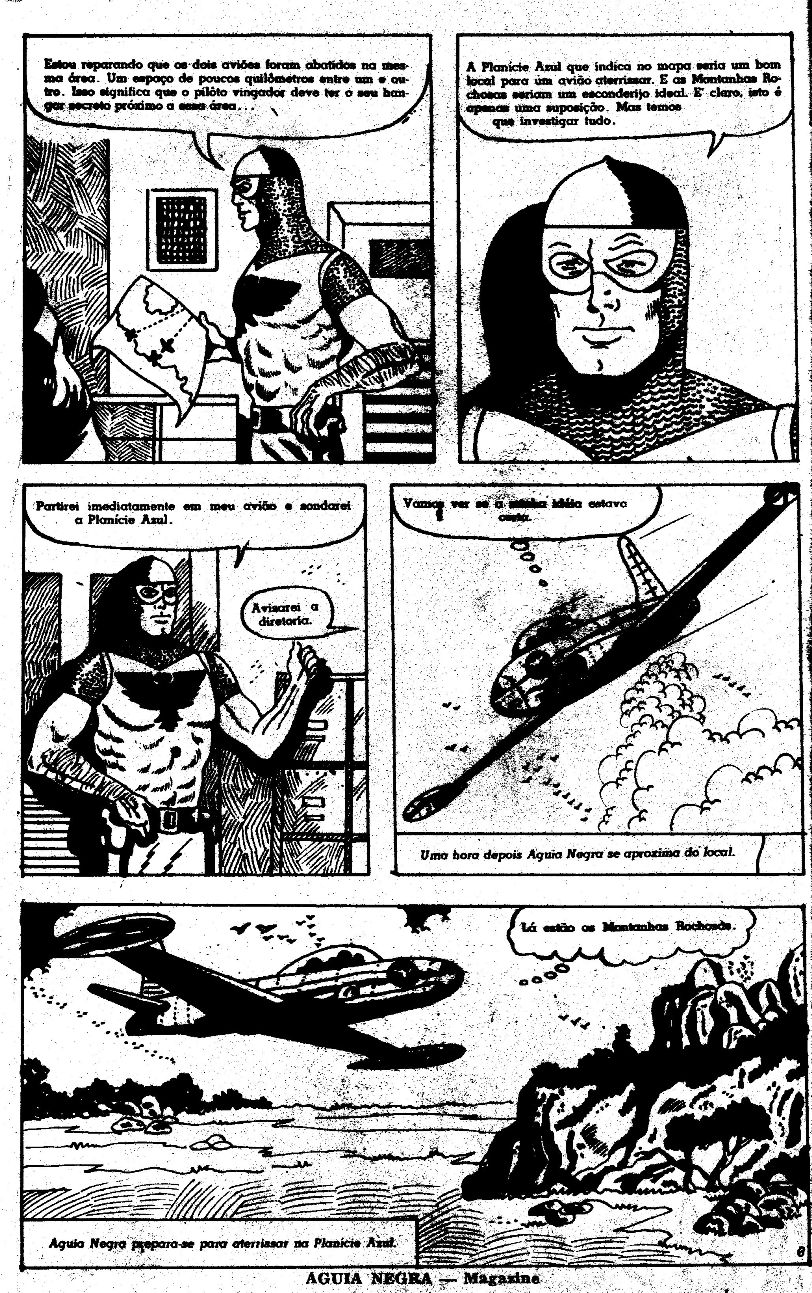 Estou reparando que os dois aviões foram abatidos na mes-
ma área. Um espaço de poucos quilômetros entre um e ou-
tro. Isso significa que o pilôto vingador deve ter o seu han-
gar secreto próximo a essa área...
A Planície Azul que indica no mapa seria um bom
local para um avião aterrissar. E as Montanhas Ro-
chosas seriam um esconderijo ideal. E' claro, isto é
apenas uma suposição. Mas temos
que investigar tudo.
Partirei imediatamente em meu avião e sondarei
a Planície Azul.
Avisarei a
diretoria.
Vamos ver se a minha idéia estava
certa.
Uma hora depois Aguia Negra se aproxima do local.
Lá estão as Montanhas Rochosas.
Aguia Negra prepara-se para aterrissar na Planície Azul.
6
AGUIA NEGRA — Magazine